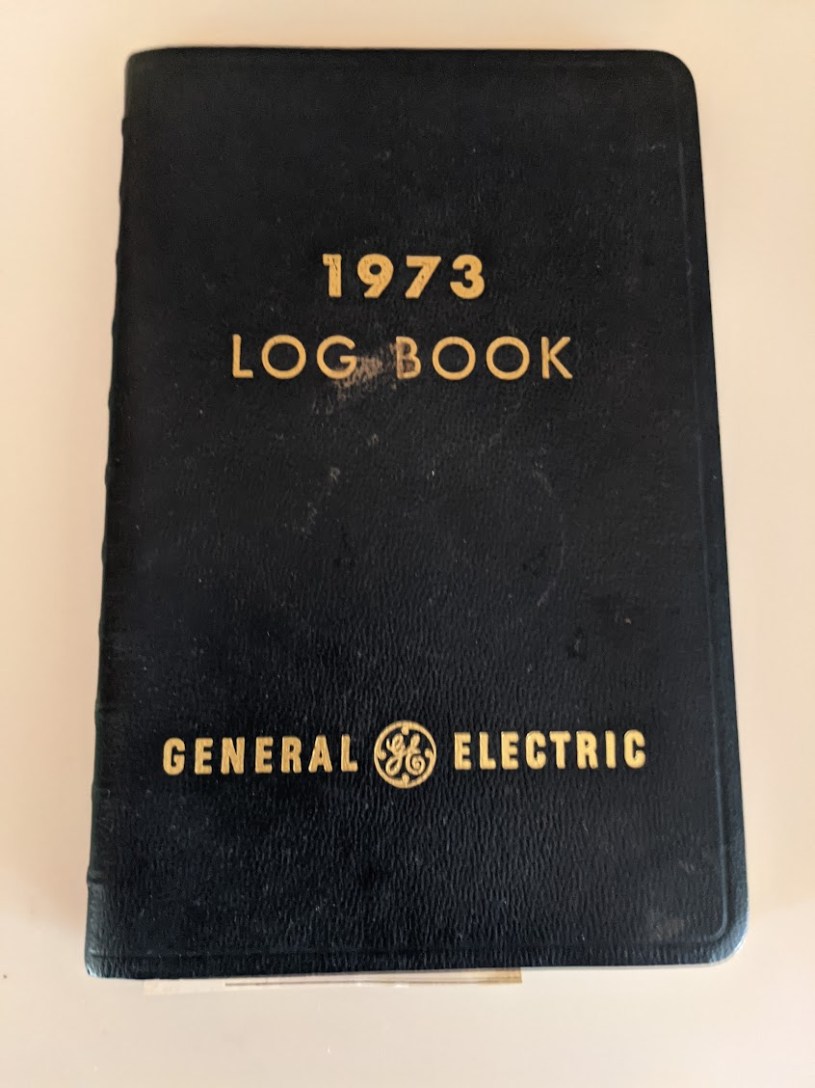 1973
LOG BOOK
GENERAL GE ELECTRIC